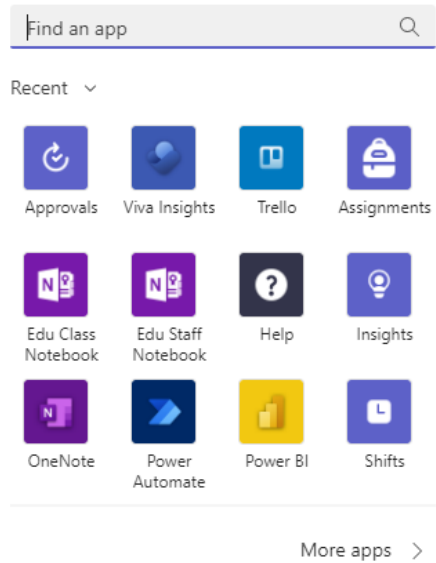 Find an app
Recent
Approvals
Viva Insights
Trello
Assignments
Edu Class
Notebook
Edu Staff
Notebook
Help
Insights
OneNote
Power
Automate
Power BI
Shifts
More apps